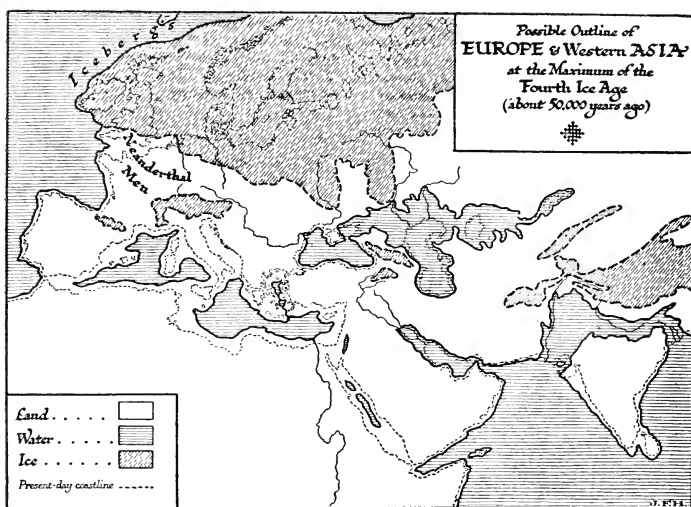 Possible Outline of
EUROPE & Western ASIA
at the Maximum of the
Fourth Ice Age
(about 50,000 years ago)
Icebergs
Neanderthal
Men
Land . . . . .
Water . . . . .
Ice . . . . . .
Present-day coastline -----
J.F.H.